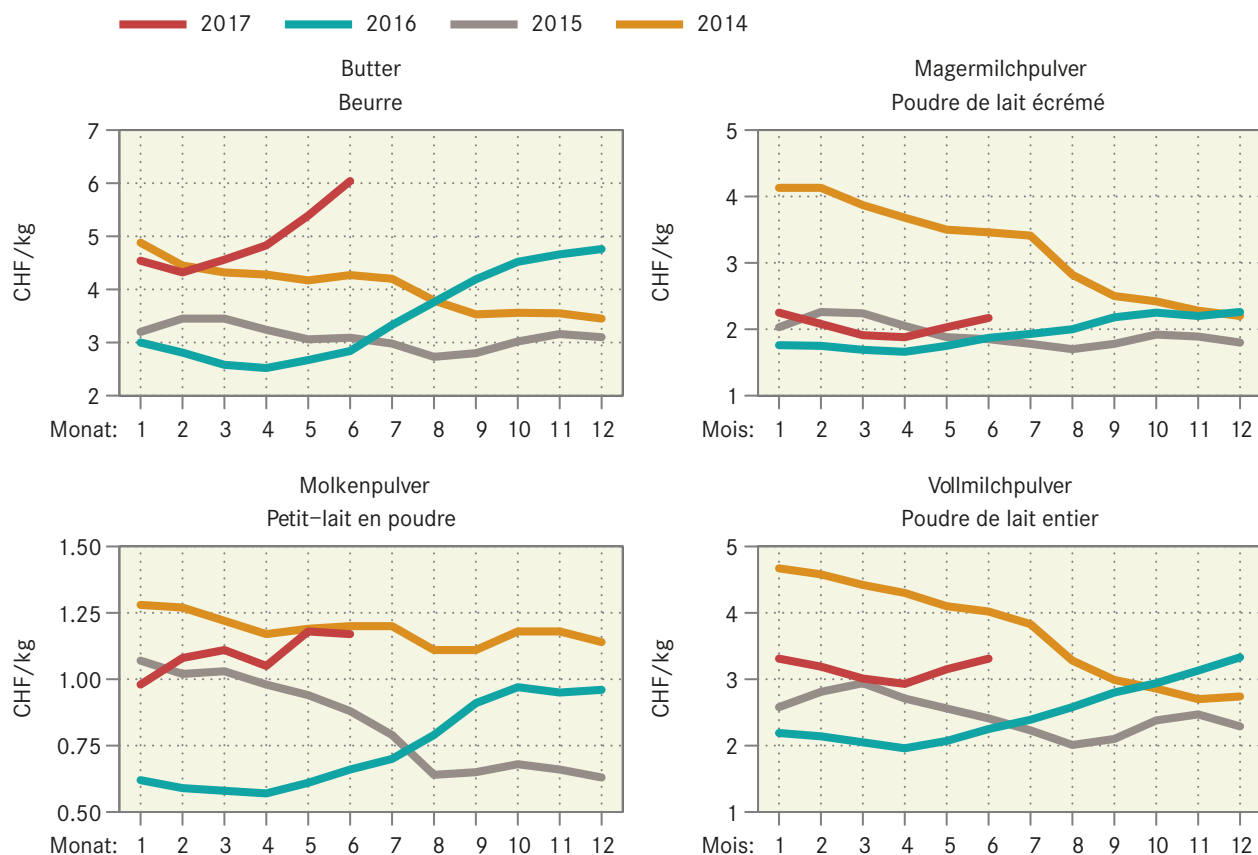 2017 2016 2015 2014
Butter
Beurre
7
6
5
4
3
2
CHF/kg
Monat: 1 2 3 4 5 6 7 8 9 10 11 12
Magermilchpulver
Poudre de lait écrémé
5
4
3
2
1
CHF/kg
Mois: 1 2 3 4 5 6 7 8 9 10 11 12
Molkenpulver
Petit-lait en poudre
1.50
1.25
1.00
0.75
0.50
CHF/kg
Monat: 1 2 3 4 5 6 7 8 9 10 11 12
Vollmilchpulver
Poudre de lait entier
5
4
3
2
1
CHF/kg
Mois: 1 2 3 4 5 6 7 8 9 10 11 12